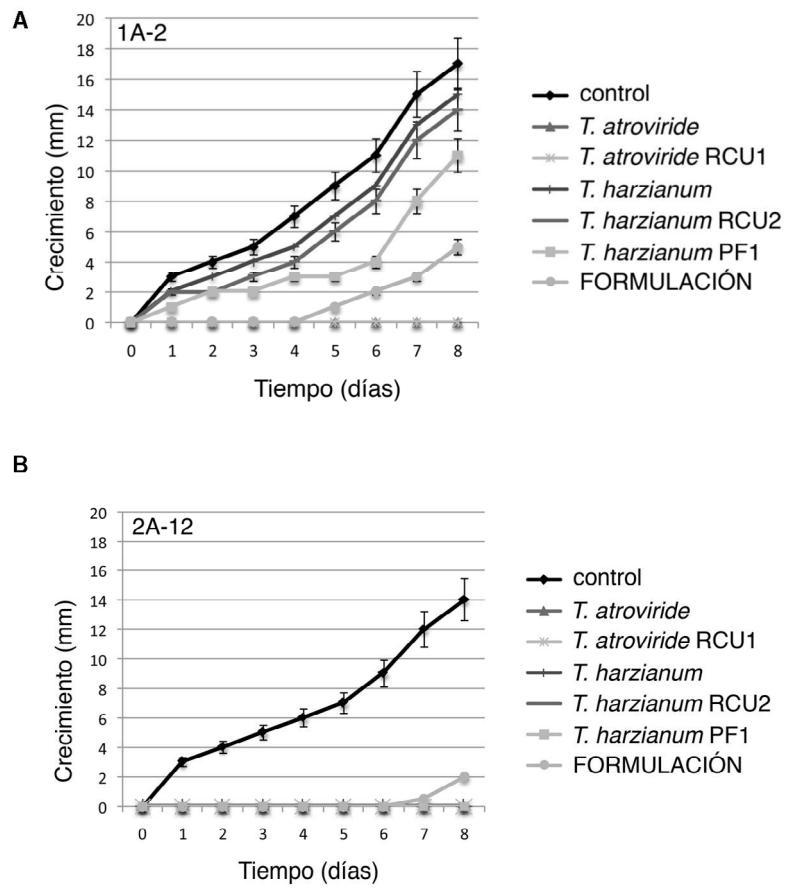 A
1A-2
20
18
16
14
12
10
8
6
4
2
0
Crecimiento (mm)
0 1 2 3 4 5 6 7 8
Tiempo (días)
control
T. atroviride
T. atroviride RCU1
T. harzianum
T. harzianum RCU2
T. harzianum PF1
FORMULACIÓN
B
2A-12
20
18
16
14
12
10
8
6
4
2
0
Crecimiento (mm)
0 1 2 3 4 5 6 7 8
Tiempo (días)
control
T. atroviride
T. atroviride RCU1
T. harzianum
T. harzianum RCU2
T. harzianum PF1
FORMULACIÓN